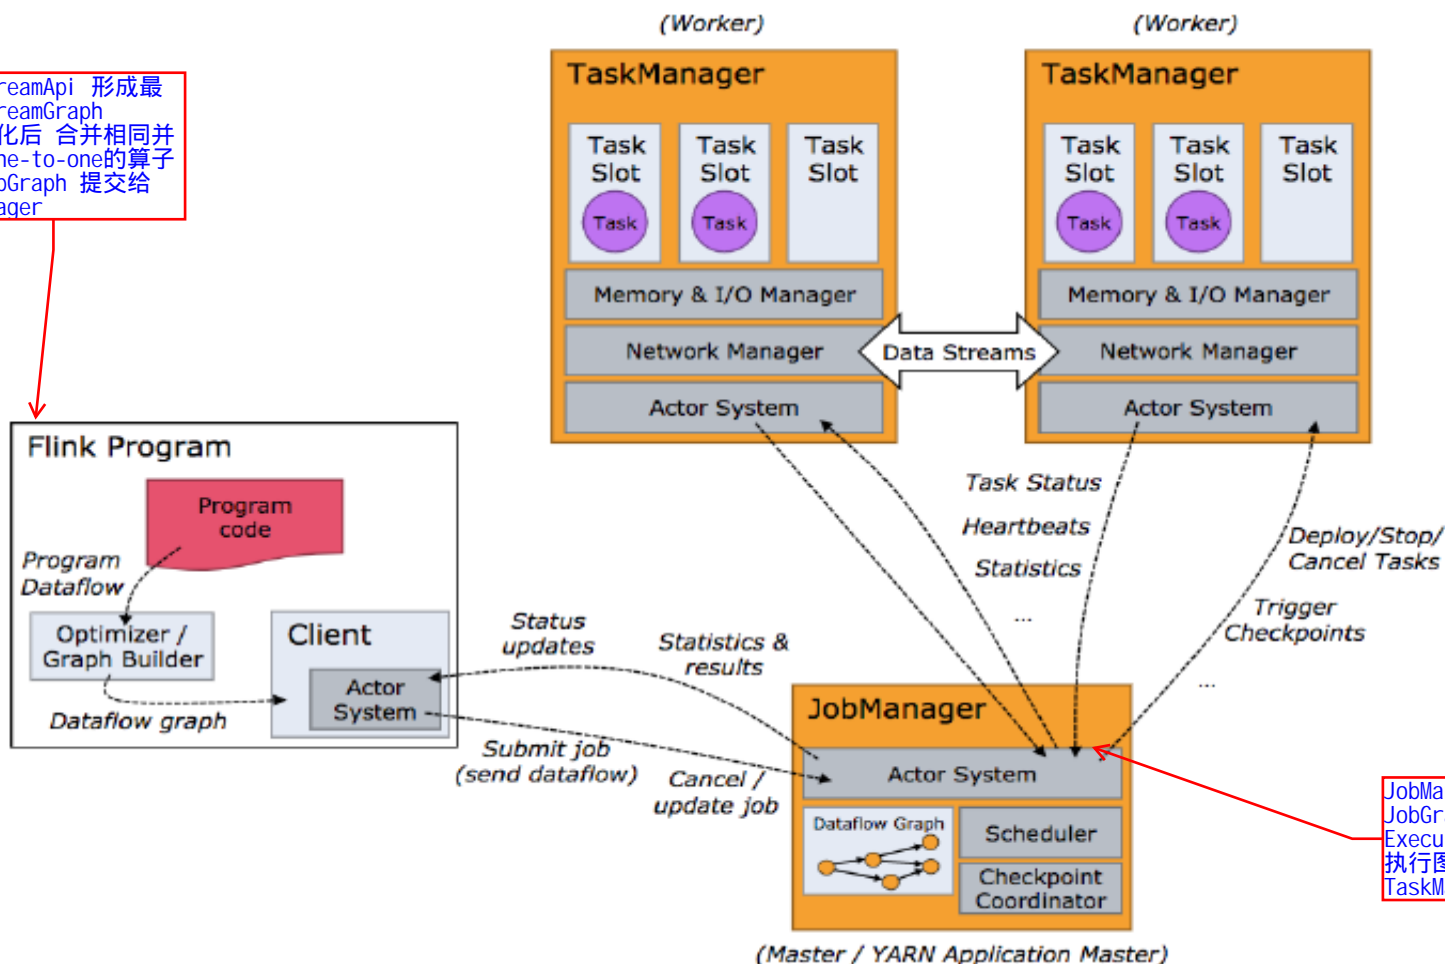 (Worker)
(Worker)
TaskManager
TaskManager
reamApi 形成最
reamGraph
化后 合并相同并
ne-to-one的算子
bGraph 提交给
ager
Task
Slot
Task
Task
Slot
Task
Task
Slot
Task
Slot
Task
Task
Slot
Task
Task
Slot
Memory & I/O Manager
Memory & I/O Manager
Network Manager
Data Streams
Network Manager
Actor System
Actor System
Flink Program
Program
code
Program
Dataflow
Optimizer /
Graph Builder
Client
Actor
System
Dataflow graph
Status
updates
Statistics &
results
Submit job
(send dataflow)
Cancel /
update job
Task Status
Heartbeats
Statistics
...
Deploy/Stop/
Cancel Tasks
Trigger
Checkpoints
...
JobManager
Actor System
Dataflow Graph
Scheduler
Checkpoint
Coordinator
(Master / YARN Application Master)
JobMa
JobGr
Execu
执行图
TaskM